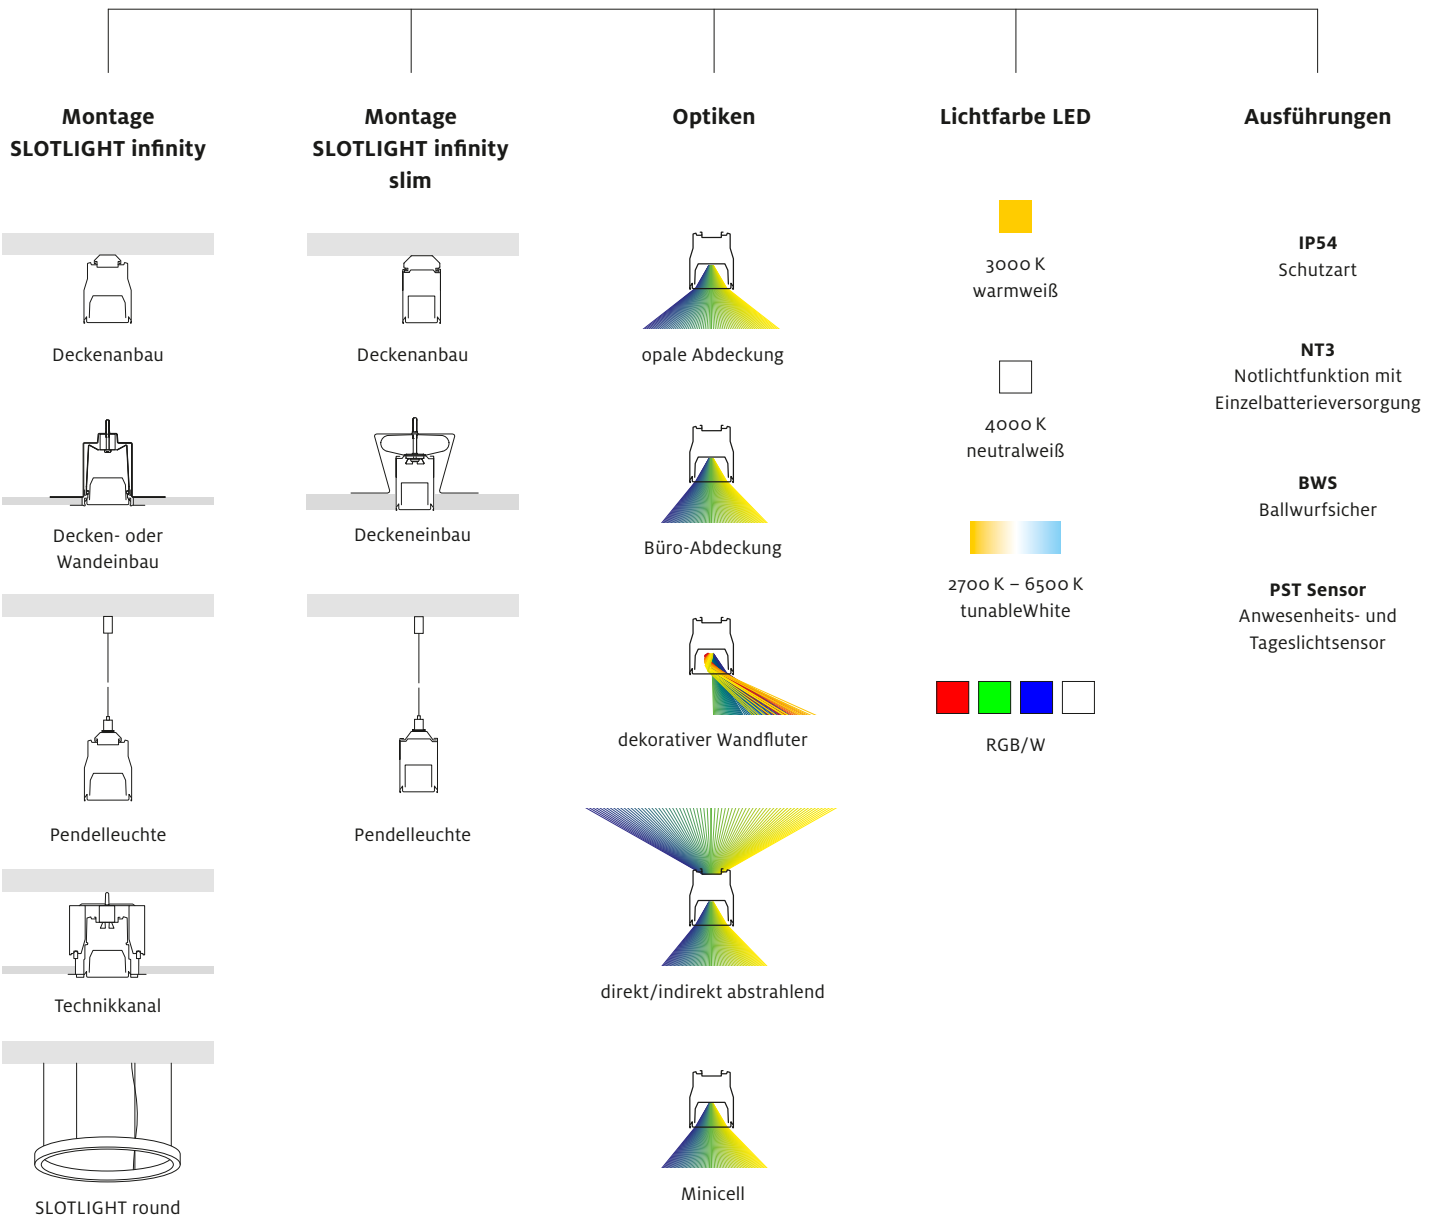 Montage
SLOTLIGHT infinity
Deckenanbau
Decken- oder
Wandeinbau
Pendelleuchte
Technikkanal
SLOTLIGHT round
Montage
SLOTLIGHT infinity
slim
Deckenanbau
Deckeneinbau
Pendelleuchte
Optiken
opale Abdeckung
Büro-Abdeckung
dekorativer Wandfluter
direkt/indirekt abstrahlend
Minicell
Lichtfarbe LED
3000 K
warmweiß
4000 K
neutralweiß
2700 K – 6500 K
tunableWhite
RGB/W
Ausführungen
IP54
Schutzart
NT3
Notlichtfunktion mit
Einzelbatterieversorgung
BWS
Ballwurfsicher
PST Sensor
Anwesenheits- und
Tageslichtsensor